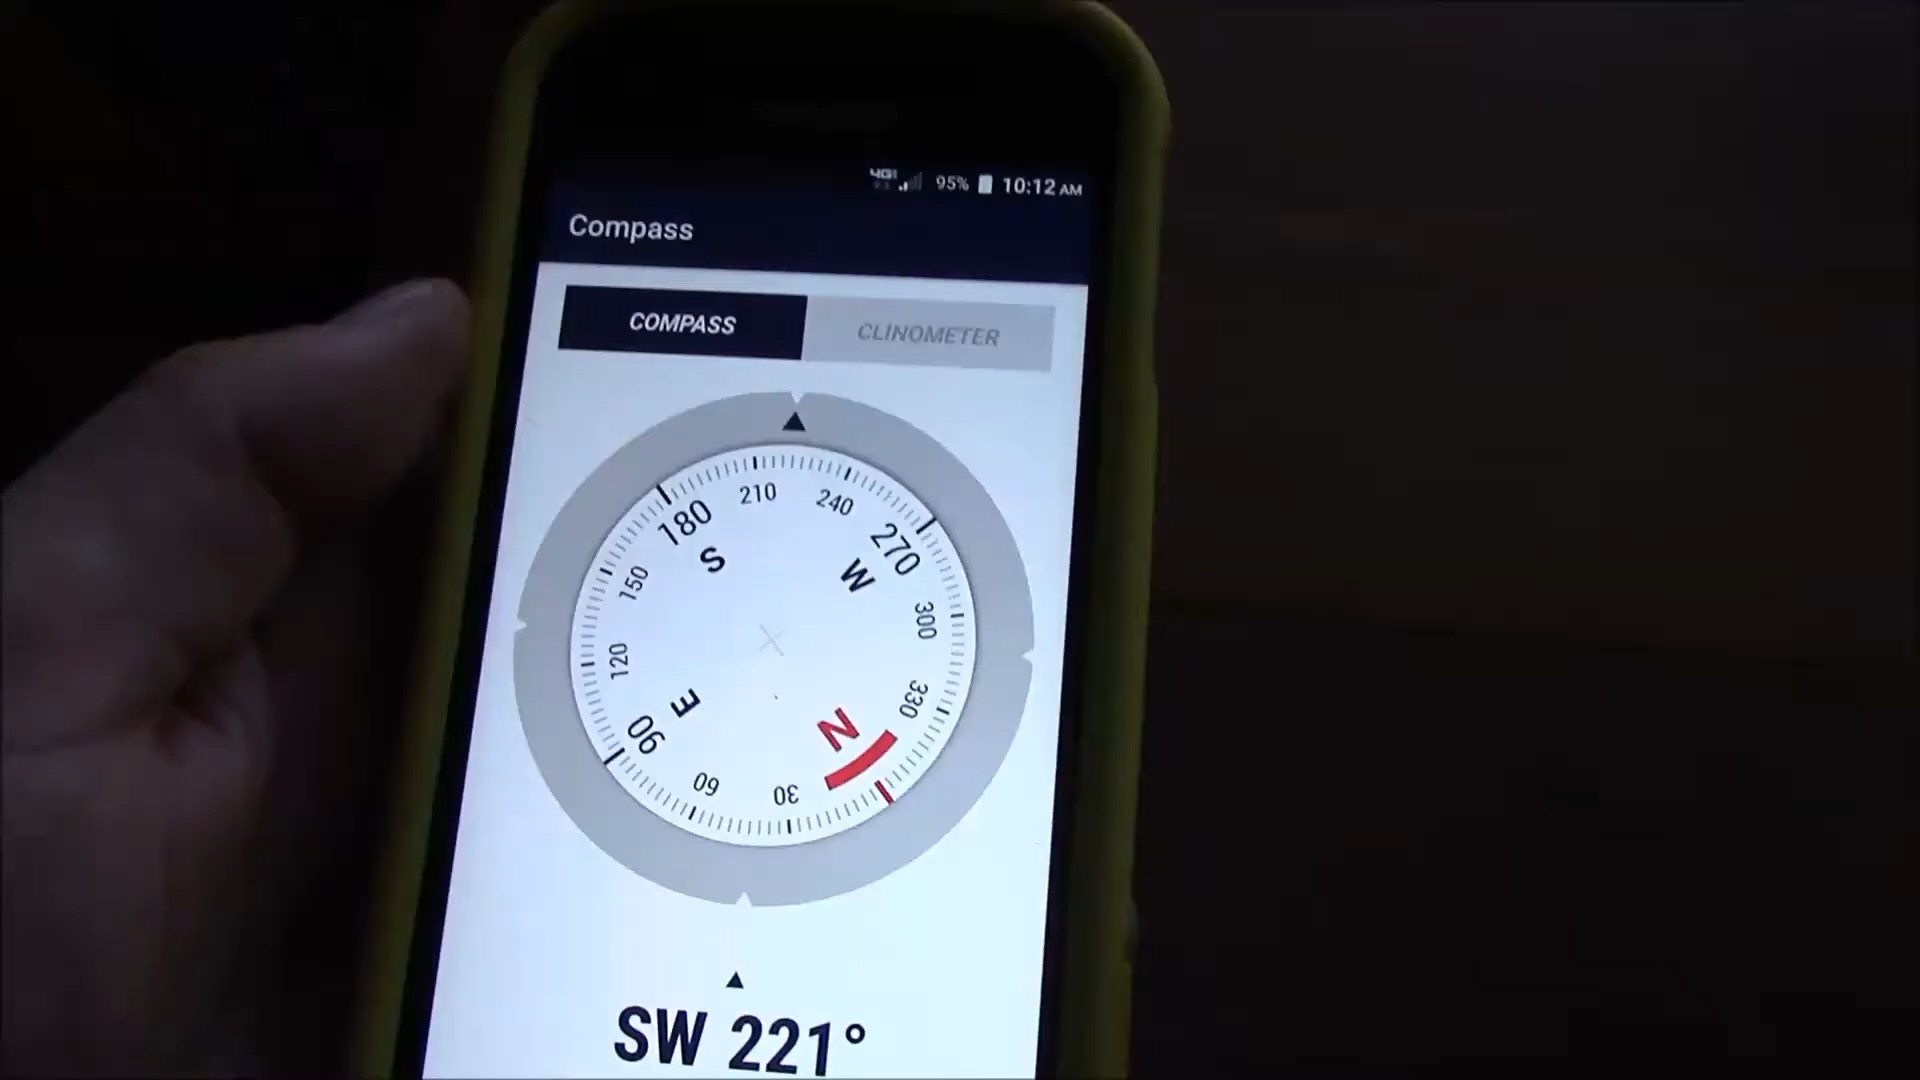 4G 95% 10:12 AM
Compass
COMPASS CLINOMETER
210 240
180 270
S W
150 300
120 330
E N
90
60 30
SW 221°